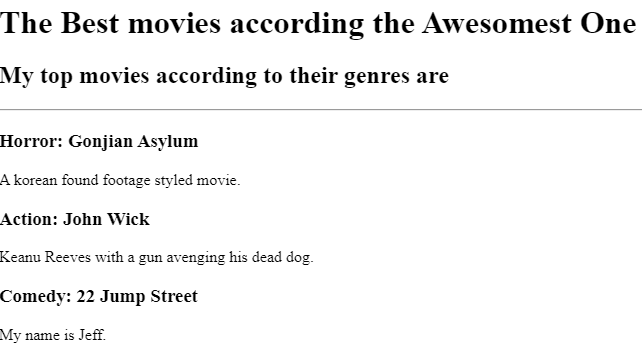 The Best movies according the Awesomest One
My top movies according to their genres are
Horror: Gonjian Asylum
A korean found footage styled movie.
Action: John Wick
Keanu Reeves with a gun avenging his dead dog.
Comedy: 22 Jump Street
My name is Jeff.